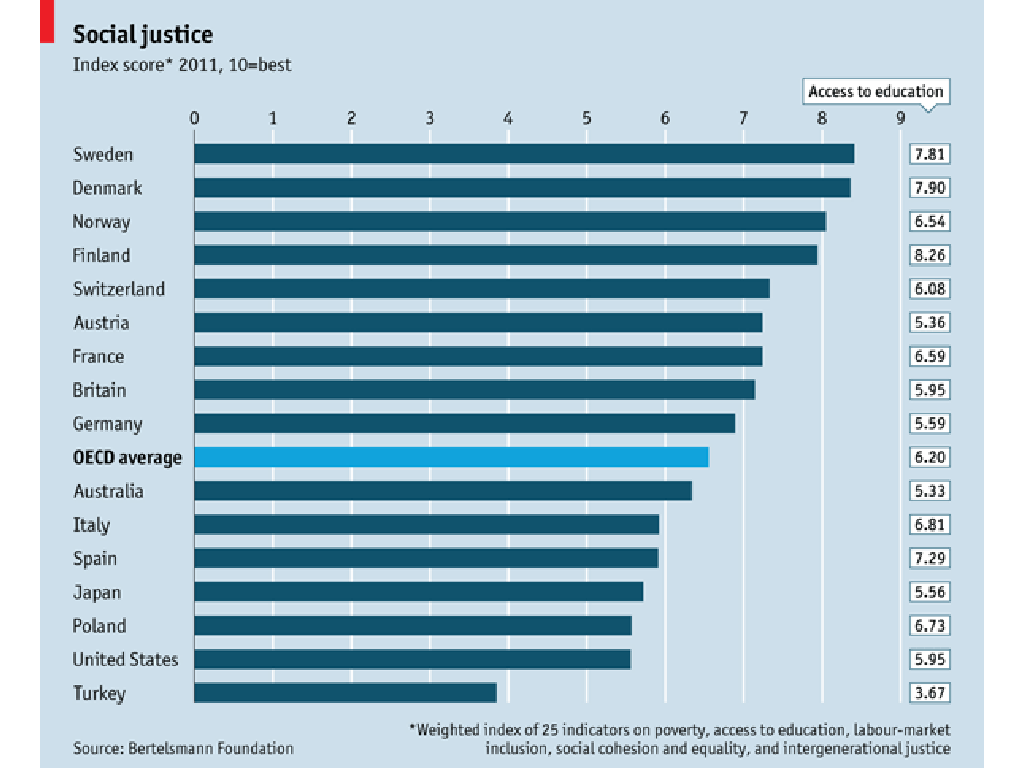 Social justice
Index score* 2011, 10=best
Access to education
0 1 2 3 4 5 6 7 8 9
Sweden 7.81
Denmark 7.90
Norway 6.54
Finland 8.26
Switzerland 6.08
Austria 5.36
France 6.59
Britain 5.95
Germany 5.59
OECD average 6.20
Australia 5.33
Italy 6.81
Spain 7.29
Japan 5.56
Poland 6.73
United States 5.95
Turkey 3.67
*Weighted index of 25 indicators on poverty, access to education, labour-market
Source: Bertelsmann Foundation inclusion, social cohesion and equality, and intergenerational justice